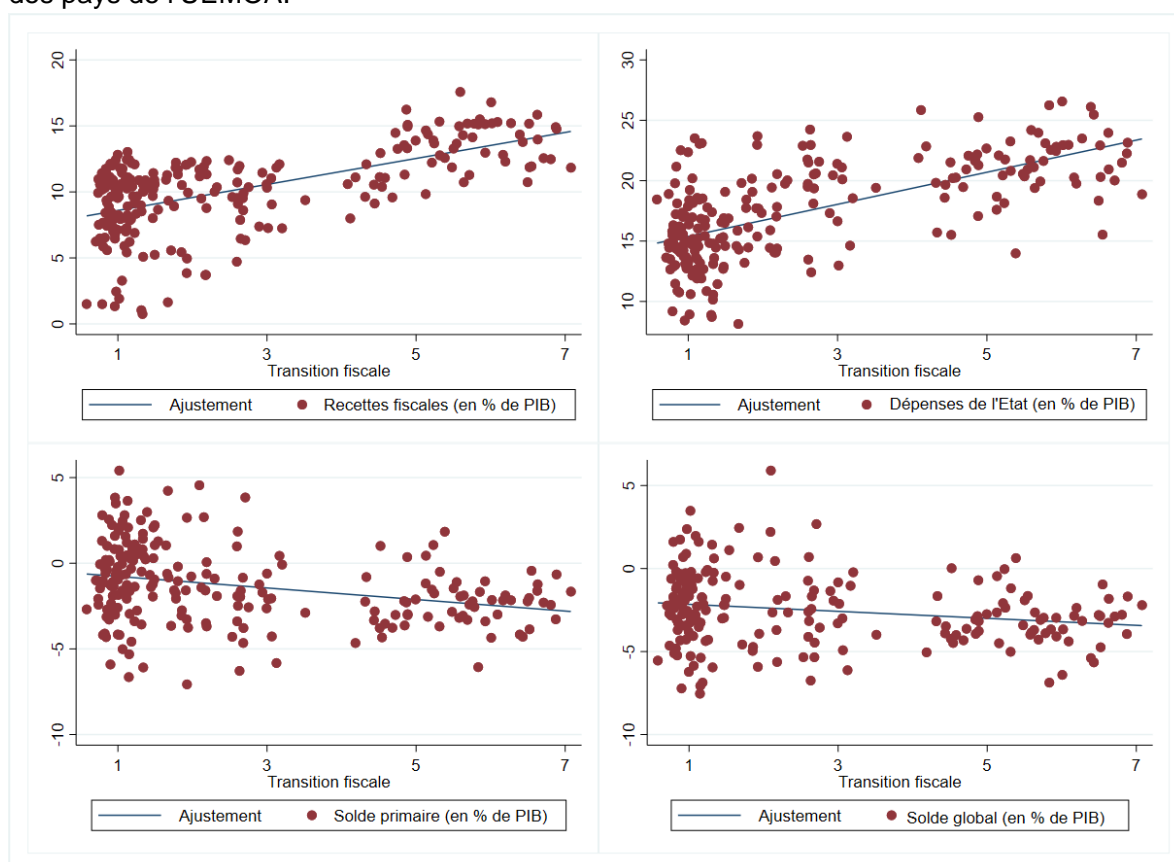 des pays de l'UEMOA.
20
15
10
5
0
1 3 5 7
Transition fiscale
Ajustement Recettes fiscales (en % de PIB)
30
25
20
15
10
1 3 5 7
Transition fiscale
Ajustement Dépenses de l'Etat (en % de PIB)
5
0
-5
-10
1 3 5 7
Transition fiscale
Ajustement Solde primaire (en % de PIB)
5
0
-5
-10
1 3 5 7
Transition fiscale
Ajustement Solde global (en % de PIB)